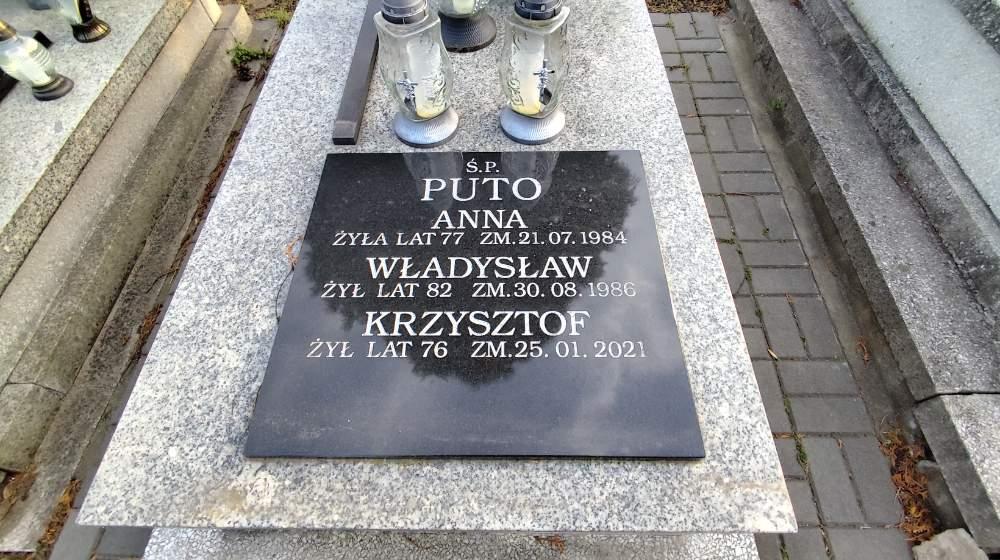 Ś.P.
PUTO
ANNA
ŻYŁA LAT 77 ZM.21.07.1984
WŁADYSŁAW
ŻYŁ LAT 82 ZM.30.08.1986
KRZYSZTOF
ŻYŁ LAT 76 ZM.25.01.2021